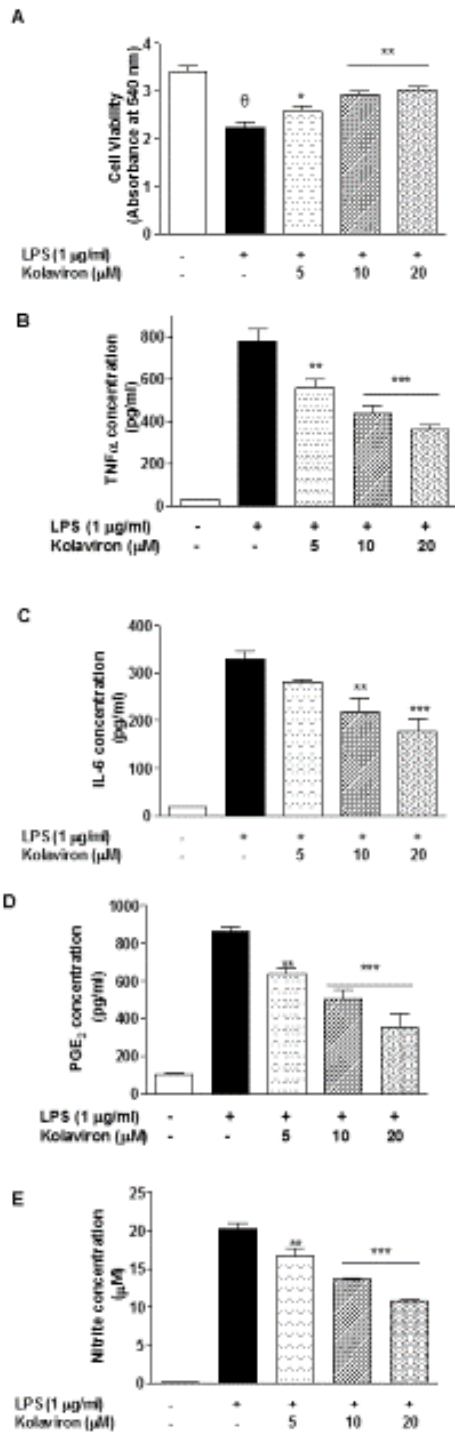 A
Cell Viability
(Absorbance at 540 nm)
4
3
2
1
0
θ
*
**
LPS (1 µg/ml) - + + + +
Kolaviron (µM) - - 5 10 20
B
TNFα concentration
(pg/ml)
800
600
400
200
0
**
***
LPS (1 µg/ml) - + + + +
Kolaviron (µM) - - 5 10 20
C
IL-6 concentration
(pg/ml)
400
300
200
100
0
**
***
LPS (1 µg/ml) - + + + +
Kolaviron (µM) - - 5 10 20
D
PGE₂ concentration
(pg/ml)
1000
800
600
400
200
0
**
***
LPS (1 µg/ml) - + + + +
Kolaviron (µM) - - 5 10 20
E
Nitrite concentration
(µM)
25
20
15
10
5
0
**
***
LPS (1 µg/ml) - + + + +
Kolaviron (µM) - - 5 10 20